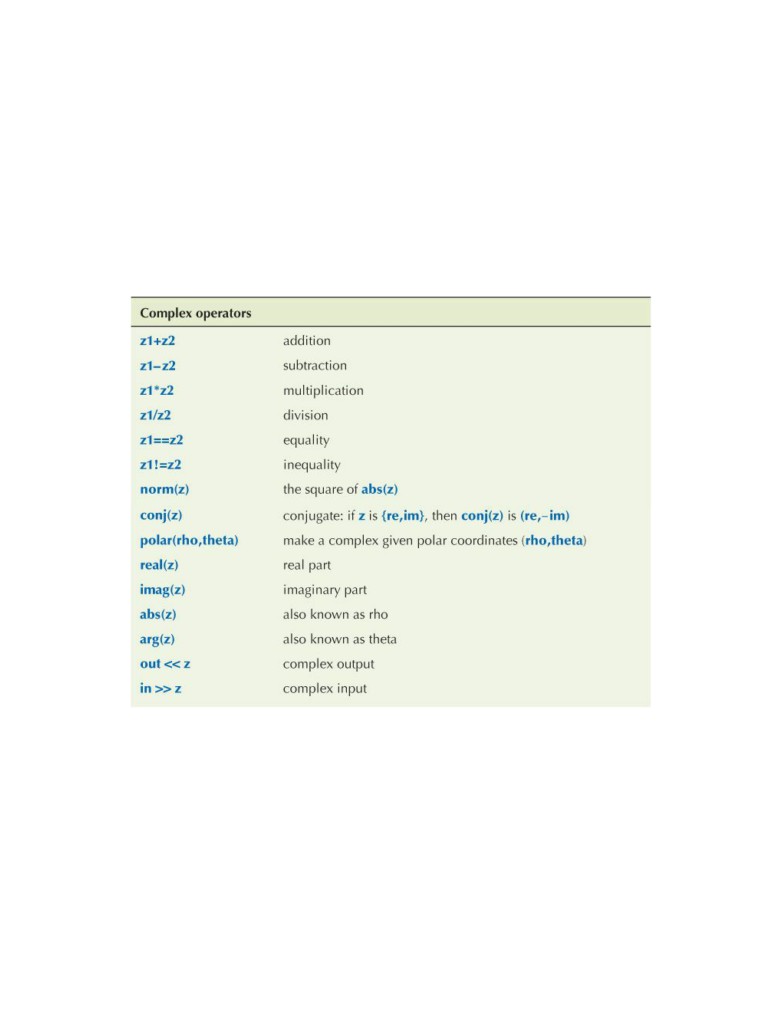 Complex operators
z1+z2 addition
z1–z2 subtraction
z1*z2 multiplication
z1/z2 division
z1==z2 equality
z1!=z2 inequality
norm(z) the square of abs(z)
conj(z) conjugate: if z is {re,im}, then conj(z) is (re,–im)
polar(rho,theta) make a complex given polar coordinates (rho,theta)
real(z) real part
imag(z) imaginary part
abs(z) also known as rho
arg(z) also known as theta
out << z complex output
in >> z complex input